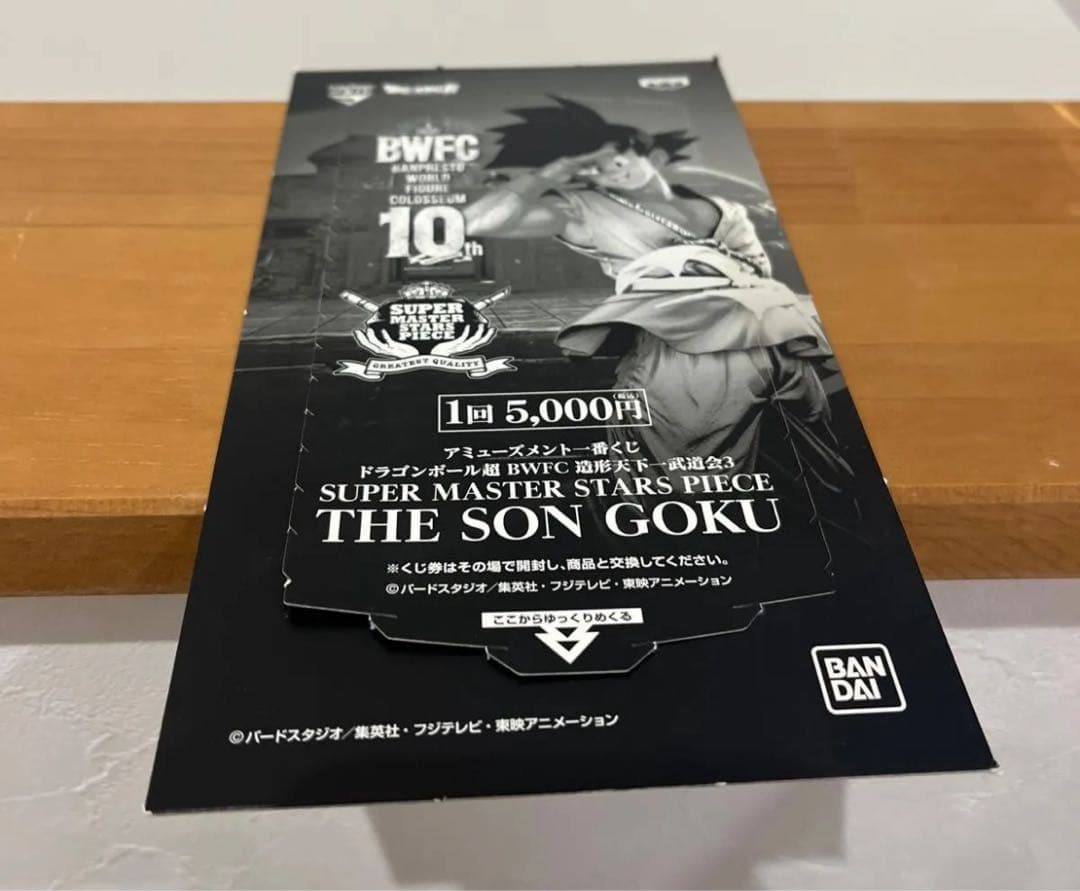 BWFC
BANPRESTO
WORLD
FIGURE
COLOSSEUM
10th
SUPER
MASTER
STARS
PIECE
GREATEST QUALITY
1回 5,000円(税込)
アミューズメント一番くじ
ドラゴンボール超 BWFC 造形天下一武道会3
SUPER MASTER STARS PIECE
THE SON GOKU
※くじ券はその場で開封し、商品と交換してください。
©バードスタジオ／集英社・フジテレビ・東映アニメーション
ここからゆっくりめくる
BAN
DAI
©バードスタジオ／集英社・フジテレビ・東映アニメーション